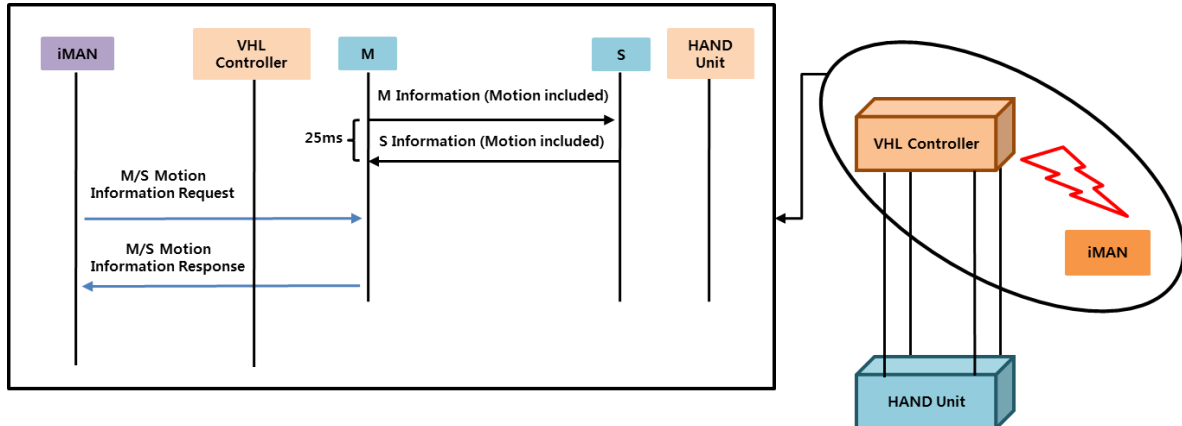 iMAN
VHL
Controller
M
S
HAND
Unit
M Information (Motion included)
25ms
S Information (Motion included)
M/S Motion
Information Request
M/S Motion
Information Response
VHL Controller
iMAN
HAND Unit